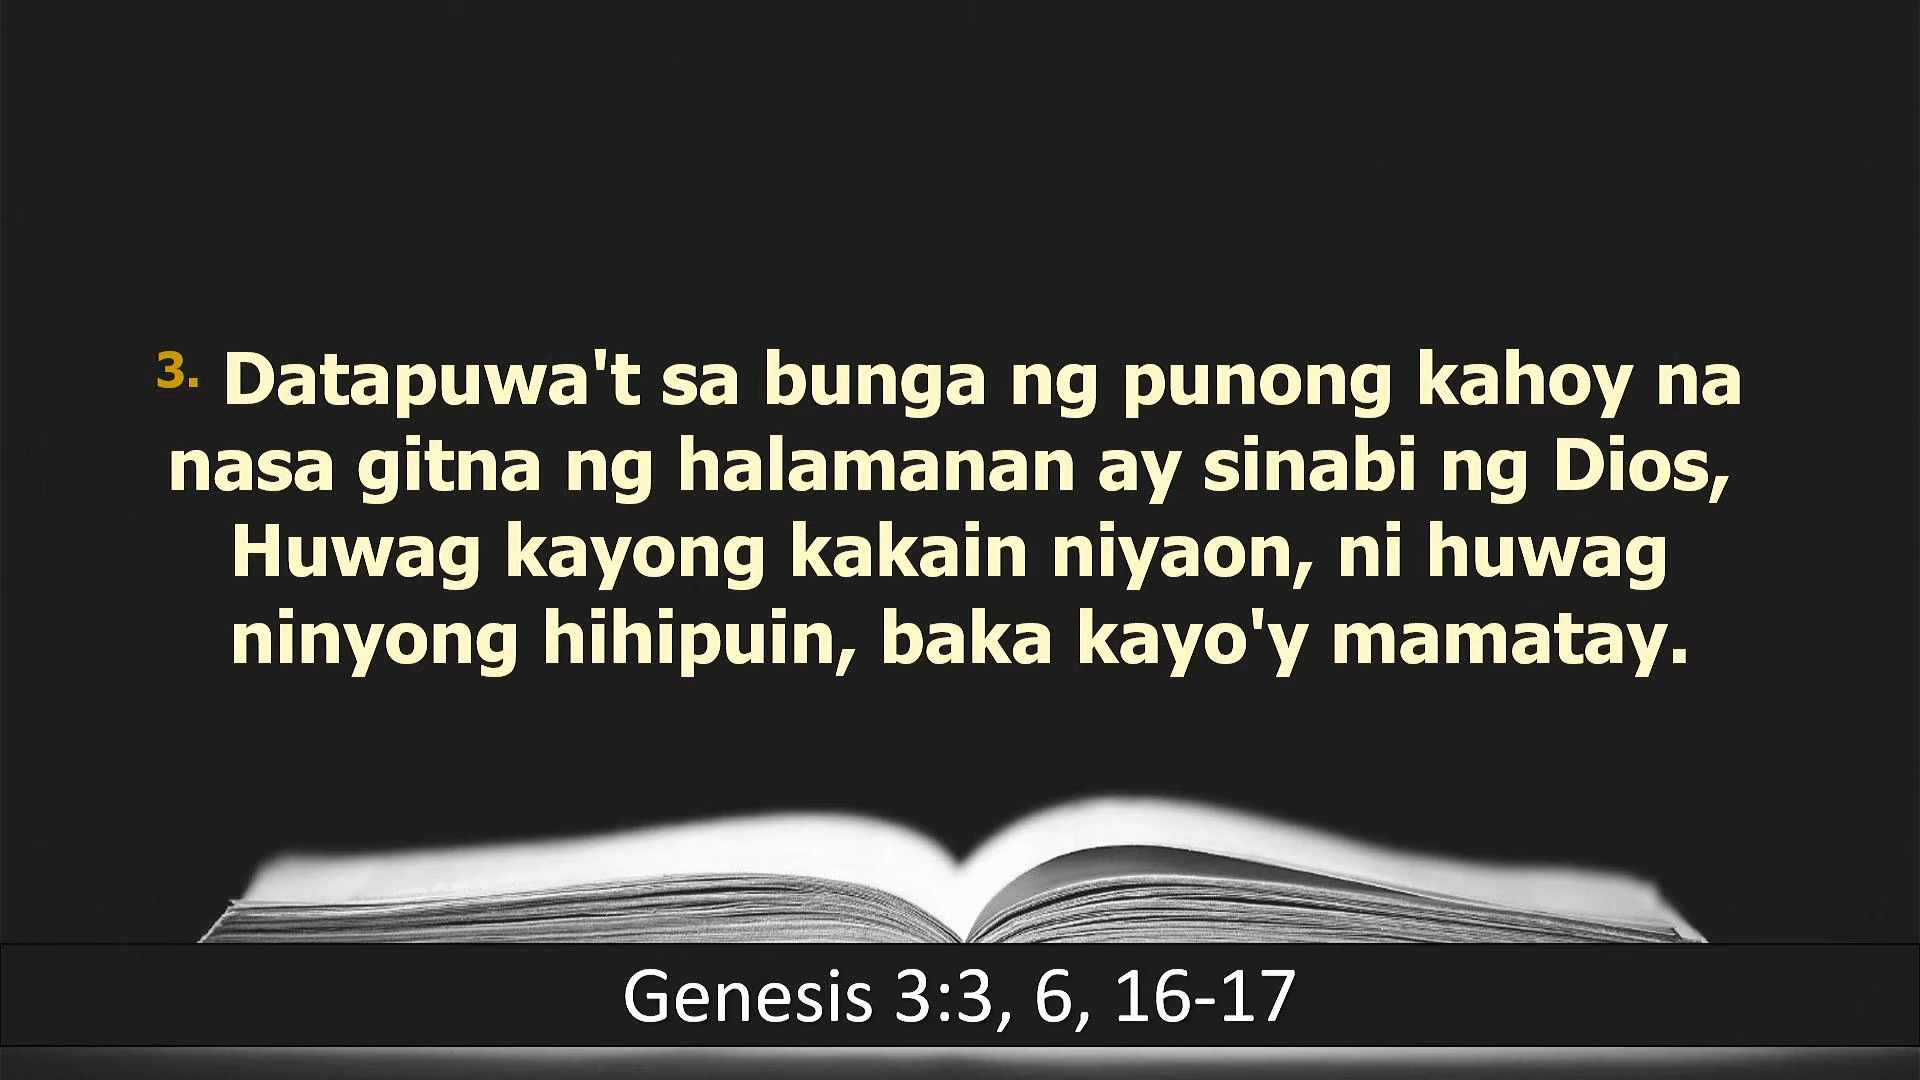 3. Datapuwa't sa bunga ng punong kahoy na
nasa gitna ng halamanan ay sinabi ng Dios,
Huwag kayong kakain niyaon, ni huwag
ninyong hihipuin, baka kayo'y mamatay.
Genesis 3:3, 6, 16-17